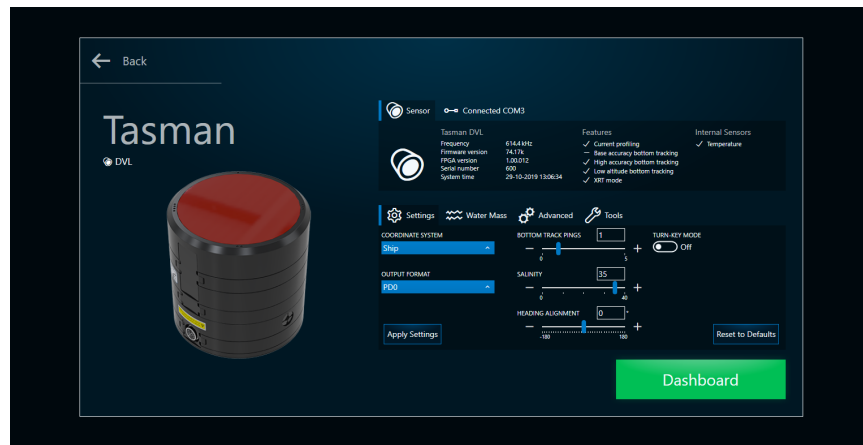 Back
Tasman
DVL
Sensor
Connected COM3
Tasman DVL
Frequency 614.4 kHz
Firmware version 74.17k
FPGA version 1.00.012
Serial number 600
System time 29-10-2019 13:06:34
Features
Current profiling
Base accuracy bottom tracking
High accuracy bottom tracking
Low altitude bottom tracking
XRT mode
Internal Sensors
Temperature
Settings
Water Mass
Advanced
Tools
COORDINATE SYSTEM
Ship
OUTPUT FORMAT
PD0
Apply Settings
BOTTOM TRACK PINGS 1
− +
0 5
SALINITY 35
− +
0 40
HEADING ALIGNMENT 0 °
− +
-180 180
TURN-KEY MODE
Off
Reset to Defaults
Dashboard